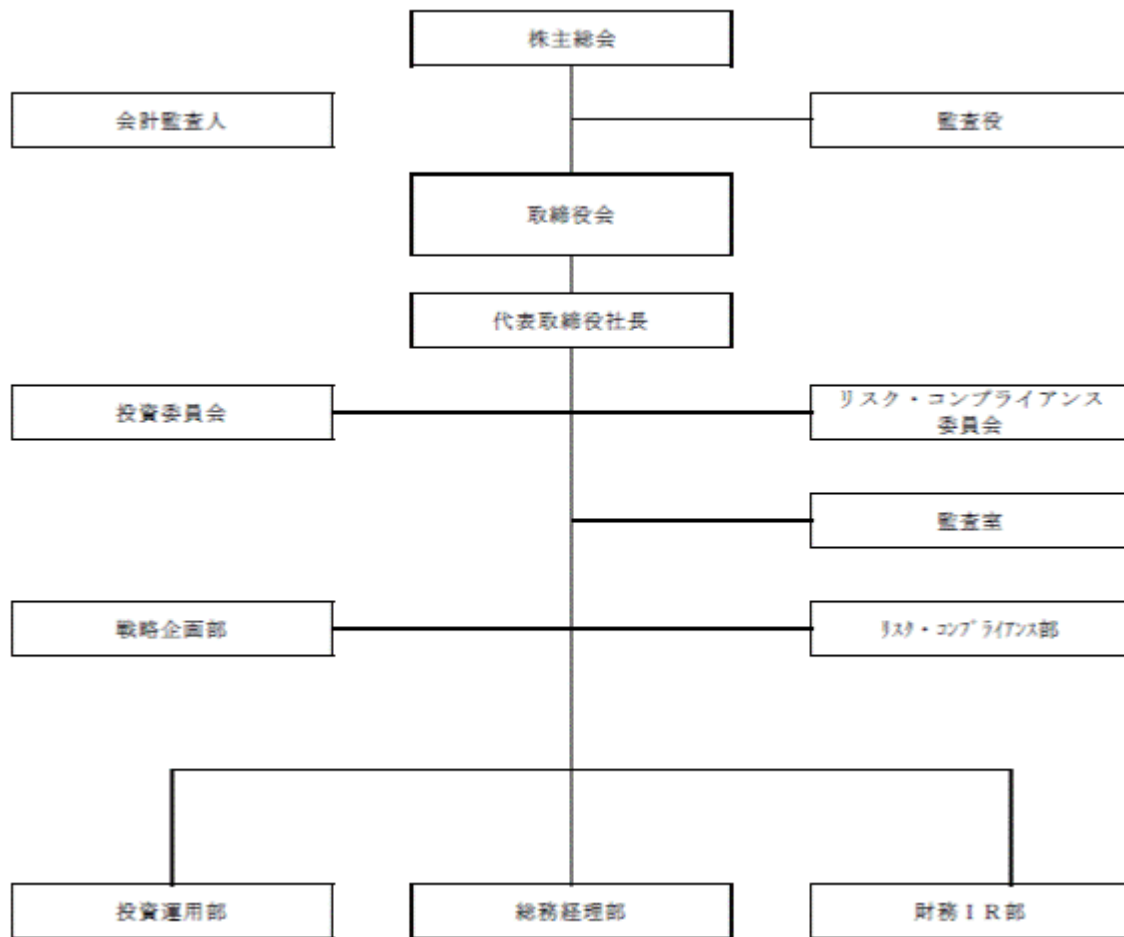 株主総会
会計監査人
監査役
取締役会
代表取締役社長
投資委員会
リスク・コンプライアンス
委員会
監査室
戦略企画部
ﾘｽｸ・ｺﾝﾌﾟﾗｲｱﾝｽ部
投資運用部
総務経理部
財務ＩＲ部